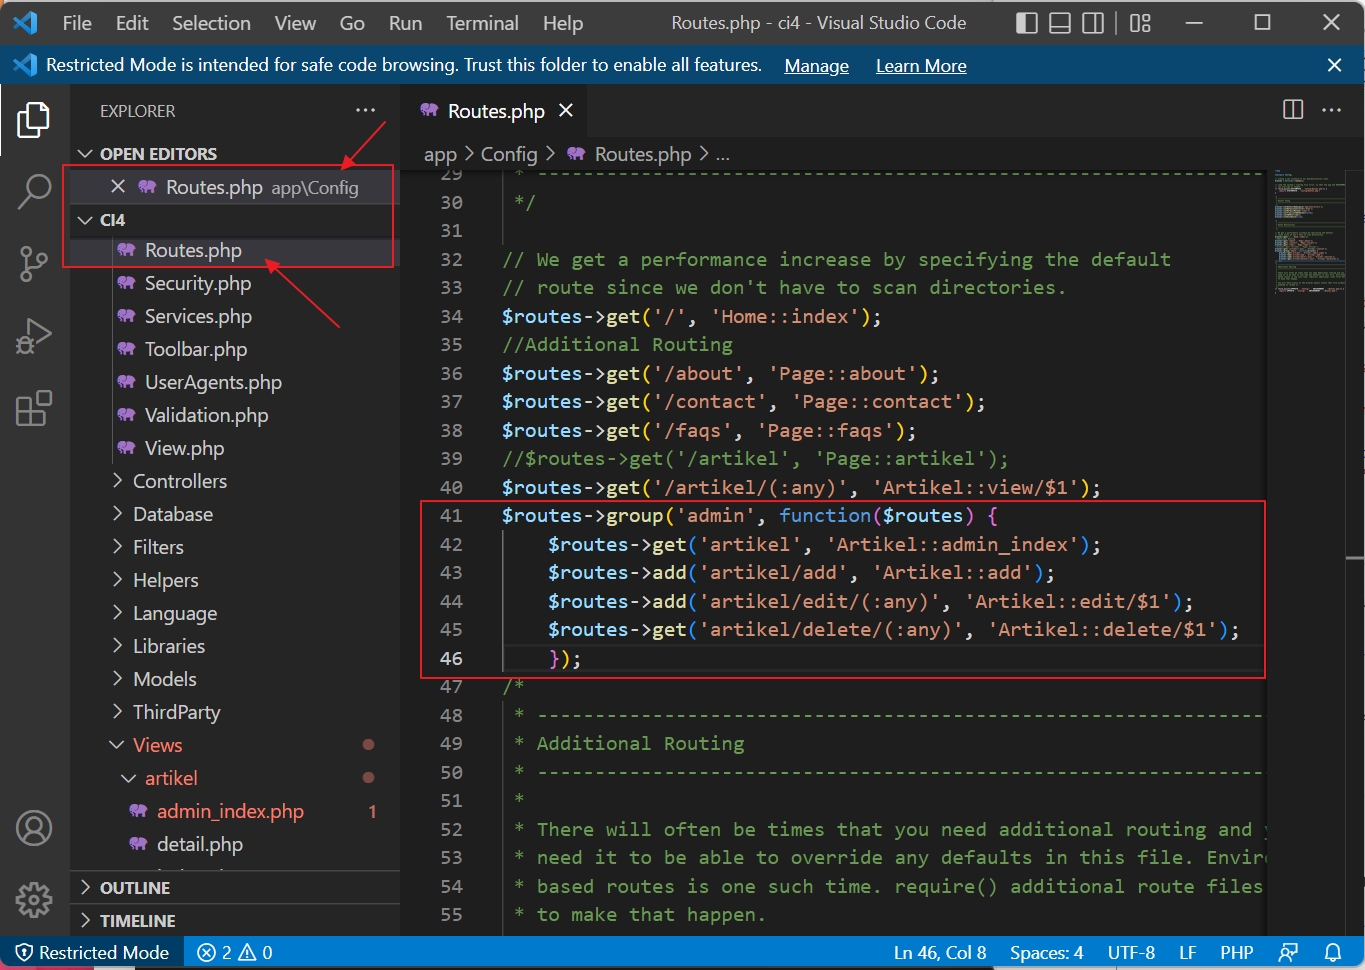 File Edit Selection View Go Run Terminal Help Routes.php - ci4 - Visual Studio Code
Restricted Mode is intended for safe code browsing. Trust this folder to enable all features. Manage Learn More
EXPLORER
OPEN EDITORS
Routes.php app\Config
CI4
Routes.php
Security.php
Services.php
Toolbar.php
UserAgents.php
Validation.php
View.php
Controllers
Database
Filters
Helpers
Language
Libraries
Models
ThirdParty
Views
artikel
admin_index.php 1
detail.php
OUTLINE
TIMELINE
Routes.php
app > Config > Routes.php > ...
29 * --------------------------------------------------------------------
30 */
31
32 // We get a performance increase by specifying the default
33 // route since we don't have to scan directories.
34 $routes->get('/', 'Home::index');
35 //Additional Routing
36 $routes->get('/about', 'Page::about');
37 $routes->get('/contact', 'Page::contact');
38 $routes->get('/faqs', 'Page::faqs');
39 //$routes->get('/artikel', 'Page::artikel');
40 $routes->get('/artikel/(:any)', 'Artikel::view/$1');
41 $routes->group('admin', function($routes) {
42 $routes->get('artikel', 'Artikel::admin_index');
43 $routes->add('artikel/add', 'Artikel::add');
44 $routes->add('artikel/edit/(:any)', 'Artikel::edit/$1');
45 $routes->get('artikel/delete/(:any)', 'Artikel::delete/$1');
46 });
47 /*
48 * --------------------------------------------------------------------
49 * Additional Routing
50 * --------------------------------------------------------------------
51 *
52 * There will often be times that you need additional routing and
53 * need it to be able to override any defaults in this file. Enviro
54 * based routes is one such time. require() additional route files
55 * to make that happen.
Restricted Mode 2 0 Ln 46, Col 8 Spaces: 4 UTF-8 LF PHP